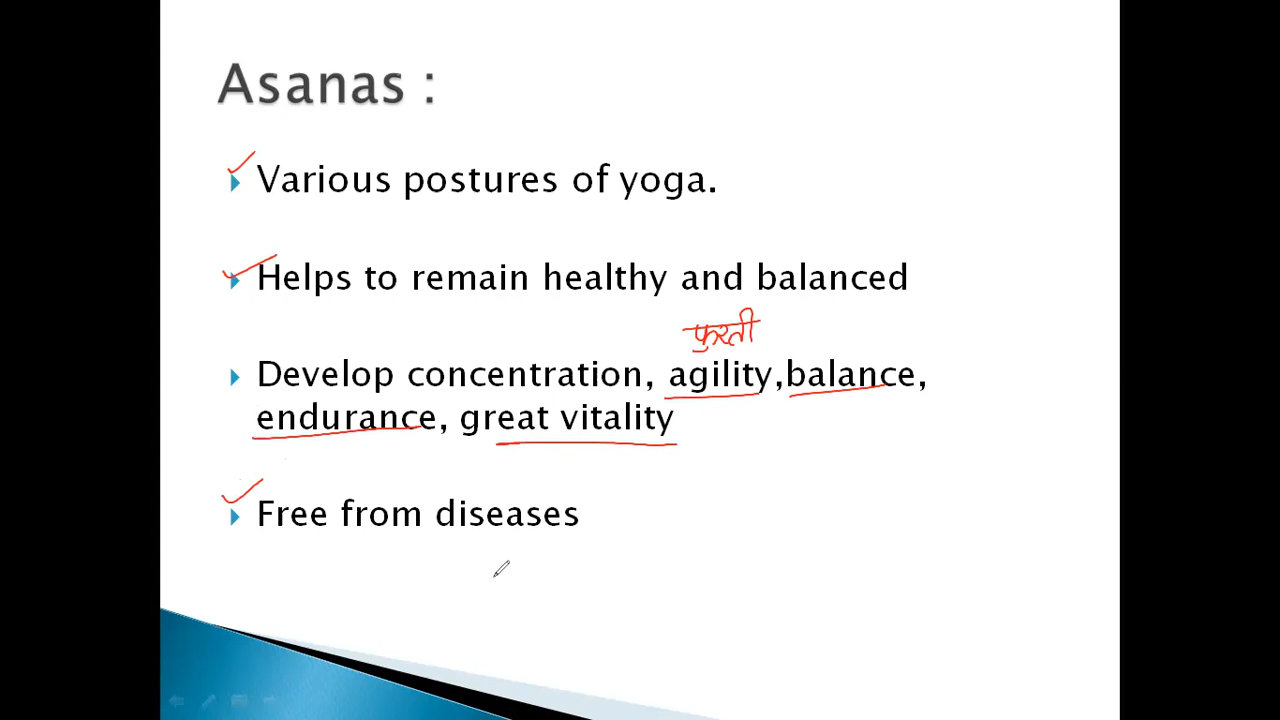 Asanas :
Various postures of yoga.
Helps to remain healthy and balanced
फुरती
Develop concentration, agility,balance,
endurance, great vitality
Free from diseases